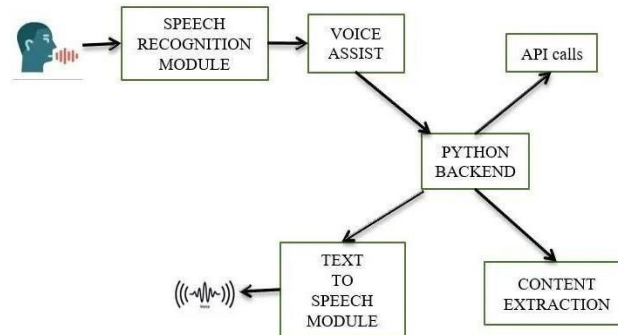 SPEECH
RECOGNITION
MODULE
VOICE
ASSIST
API calls
PYTHON
BACKEND
TEXT
TO
SPEECH
MODULE
CONTENT
EXTRACTION